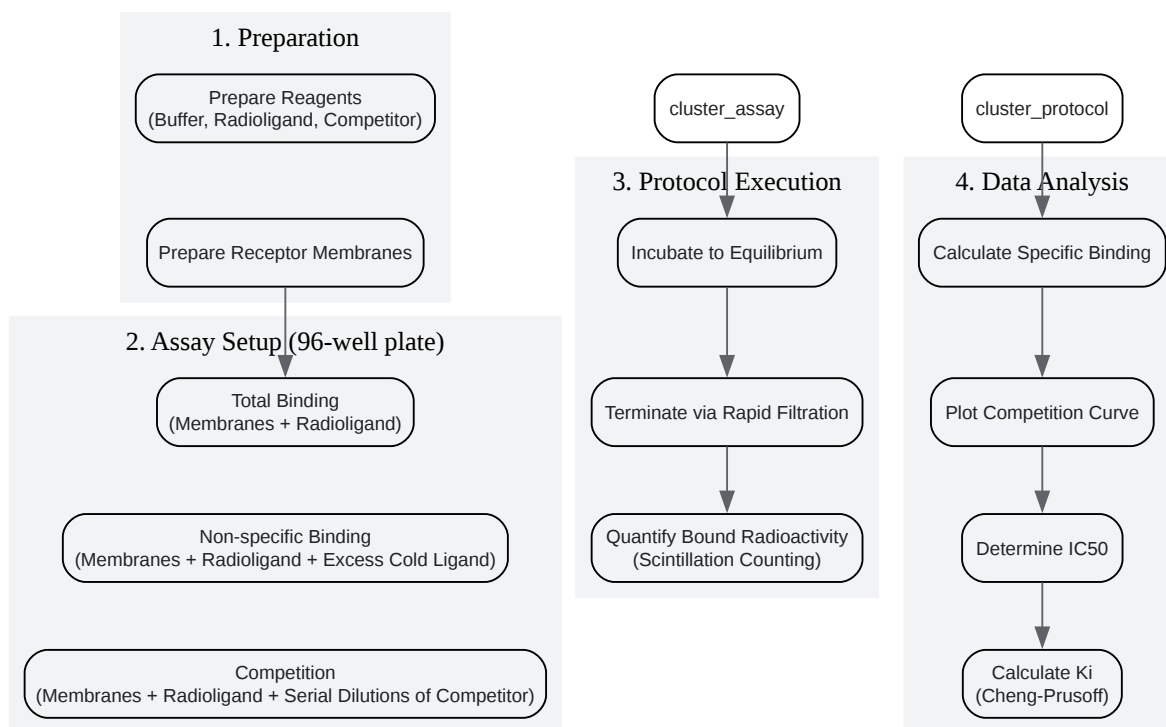 1. Preparation
Prepare Reagents
(Buffer, Radioligand, Competitor)
Prepare Receptor Membranes
2. Assay Setup (96-well plate)
Total Binding
(Membranes + Radioligand)
Non-specific Binding
(Membranes + Radioligand + Excess Cold Ligand)
Competition
(Membranes + Radioligand + Serial Dilutions of Competitor)
cluster_assay
3. Protocol Execution
Incubate to Equilibrium
Terminate via Rapid Filtration
Quantify Bound Radioactivity
(Scintillation Counting)
cluster_protocol
4. Data Analysis
Calculate Specific Binding
Plot Competition Curve
Determine IC50
Calculate Ki
(Cheng-Prusoff)